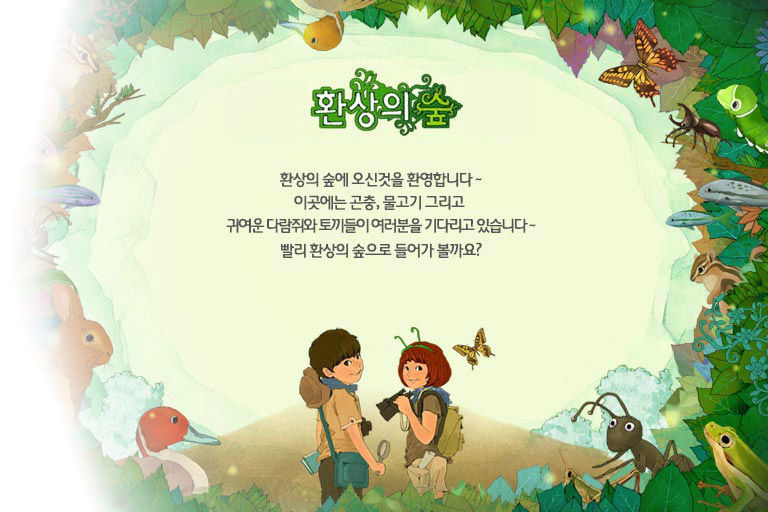 환상의 숲
환상의 숲에 오신것을 환영합니다~
이곳에는 곤충, 물고기 그리고
귀여운 다람쥐와 토끼들이 여러분을 기다리고 있습니다~
빨리 환상의 숲으로 들어가 볼까요?